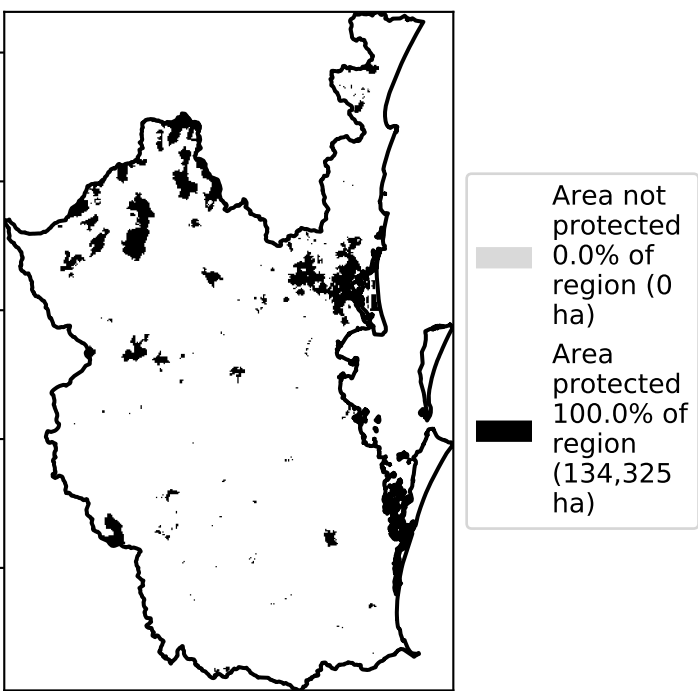 Area not
protected
0.0% of
region (0
ha)
Area
protected
100.0% of
region
(134,325
ha)